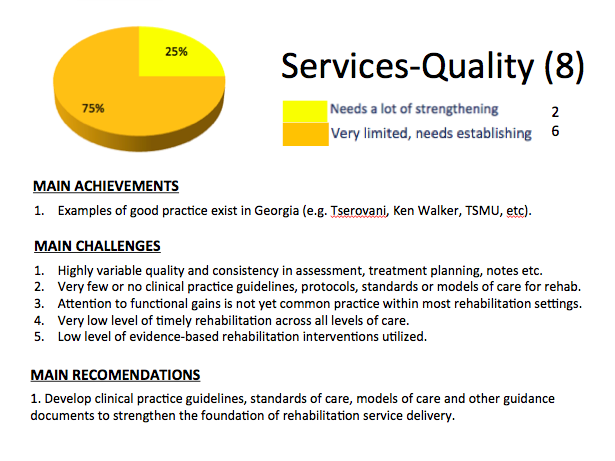 25%
75%
Services-Quality (8)
Needs a lot of strengthening 2
Very limited, needs establishing 6
MAIN ACHIEVEMENTS
1. Examples of good practice exist in Georgia (e.g. Tserovani, Ken Walker, TSMU, etc).
MAIN CHALLENGES
1. Highly variable quality and consistency in assessment, treatment planning, notes etc.
2. Very few or no clinical practice guidelines, protocols, standards or models of care for rehab.
3. Attention to functional gains is not yet common practice within most rehabilitation settings.
4. Very low level of timely rehabilitation across all levels of care.
5. Low level of evidence-based rehabilitation interventions utilized.
MAIN RECOMENDATIONS
1. Develop clinical practice guidelines, standards of care, models of care and other guidance
documents to strengthen the foundation of rehabilitation service delivery.